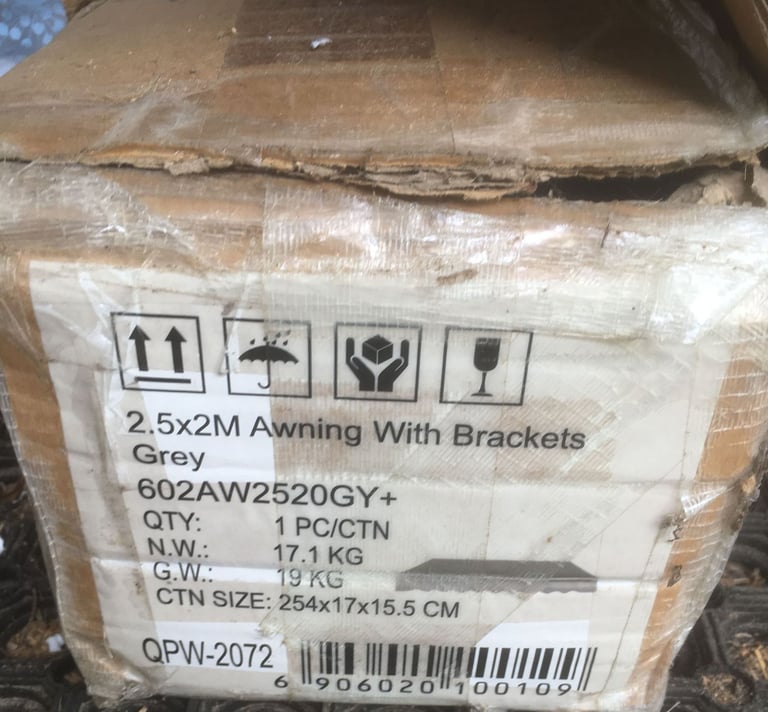 2.5x2M Awning With Brackets
Grey
602AW2520GY+
QTY: 1 PC/CTN
N.W.: 17.1 KG
G.W.: 19 KG
CTN SIZE: 254x17x15.5 CM
QPW-2072
6 906020 100109